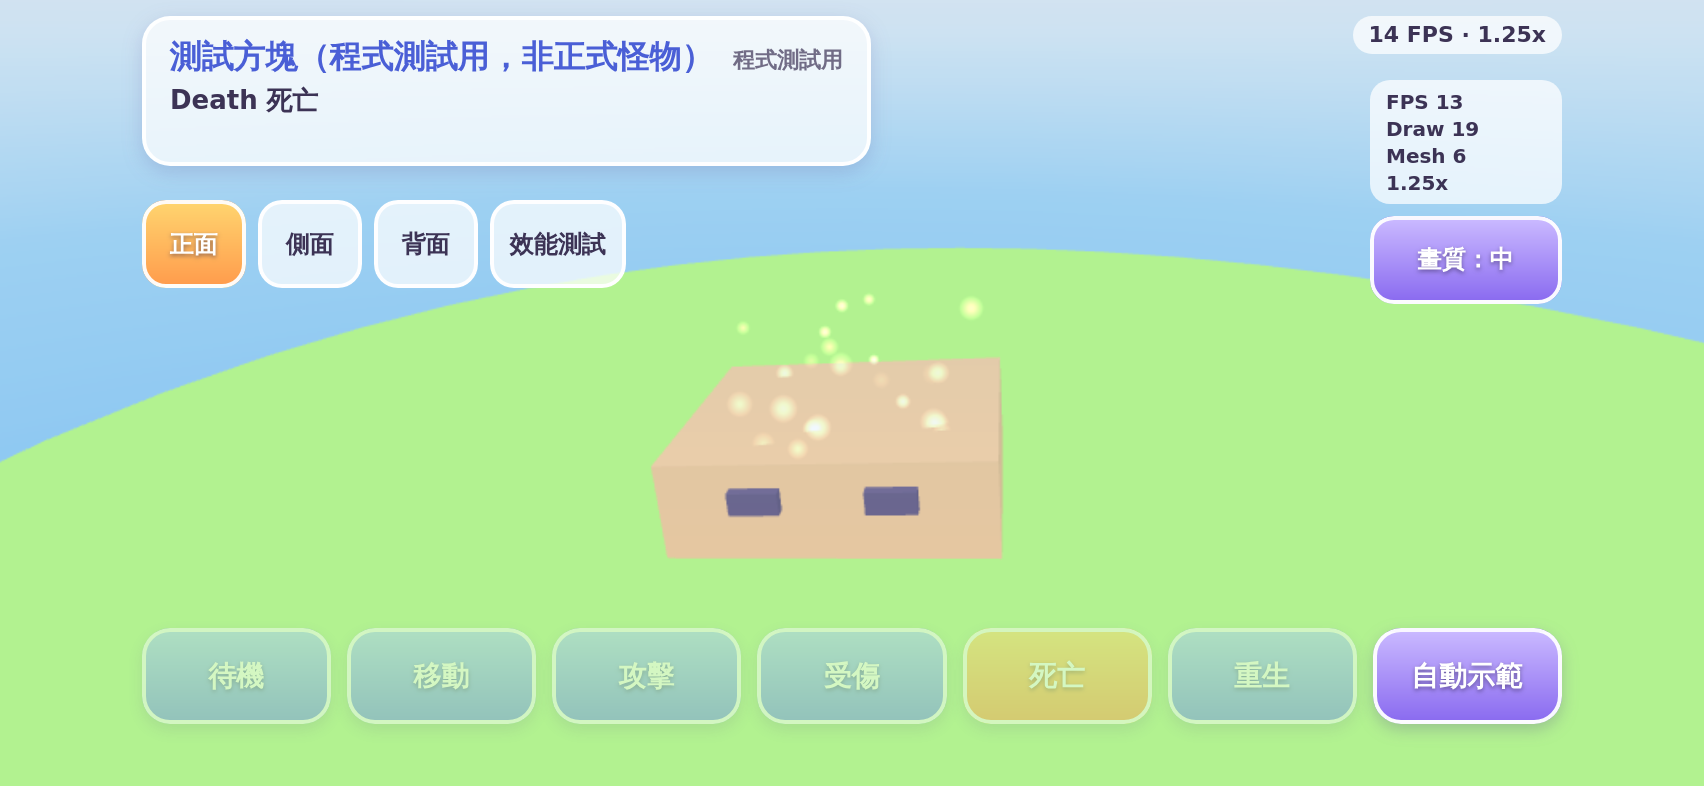 測試方塊（程式測試用，非正式怪物） 程式測試用
Death 死亡
14 FPS · 1.25x
FPS 13
Draw 19
Mesh 6
1.25x
正面 側面 背面 效能測試
畫質：中
待機 移動 攻擊 受傷 死亡 重生 自動示範